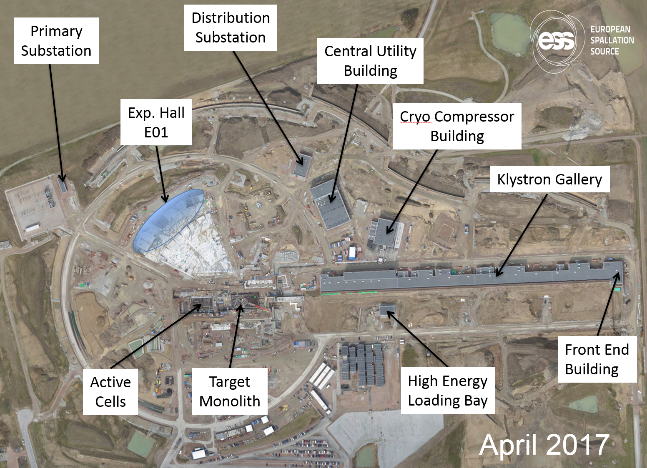 Primary
Substation
Distribution
Substation
Central Utility
Building
ess
EUROPEAN
SPALLATION
SOURCE
Exp. Hall
E01
Cryo Compressor
Building
Klystron Gallery
Active
Cells
Target
Monolith
High Energy
Loading Bay
Front End
Building
April 2017